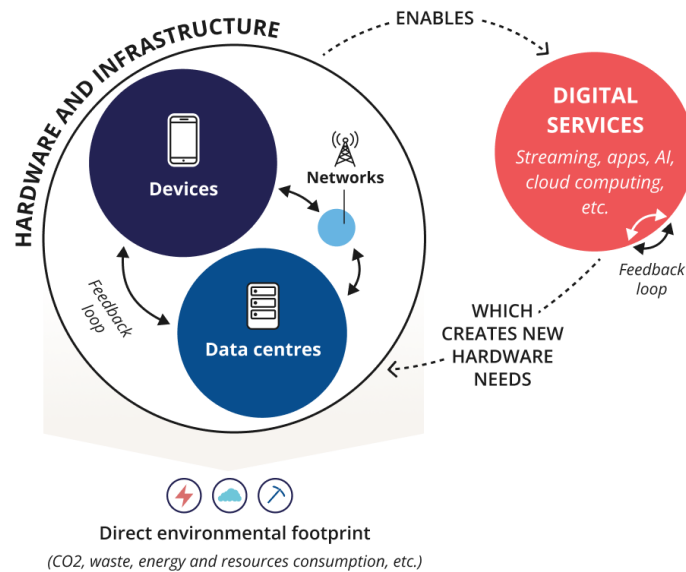 HARDWARE AND INFRASTRUCTURE
ENABLES
Devices
Networks
Feedback
loop
Data centres
DIGITAL
SERVICES
Streaming, apps, AI,
cloud computing,
etc.
Feedback
loop
WHICH
CREATES NEW
HARDWARE
NEEDS
Direct environmental footprint
(CO2, waste, energy and resources consumption, etc.)